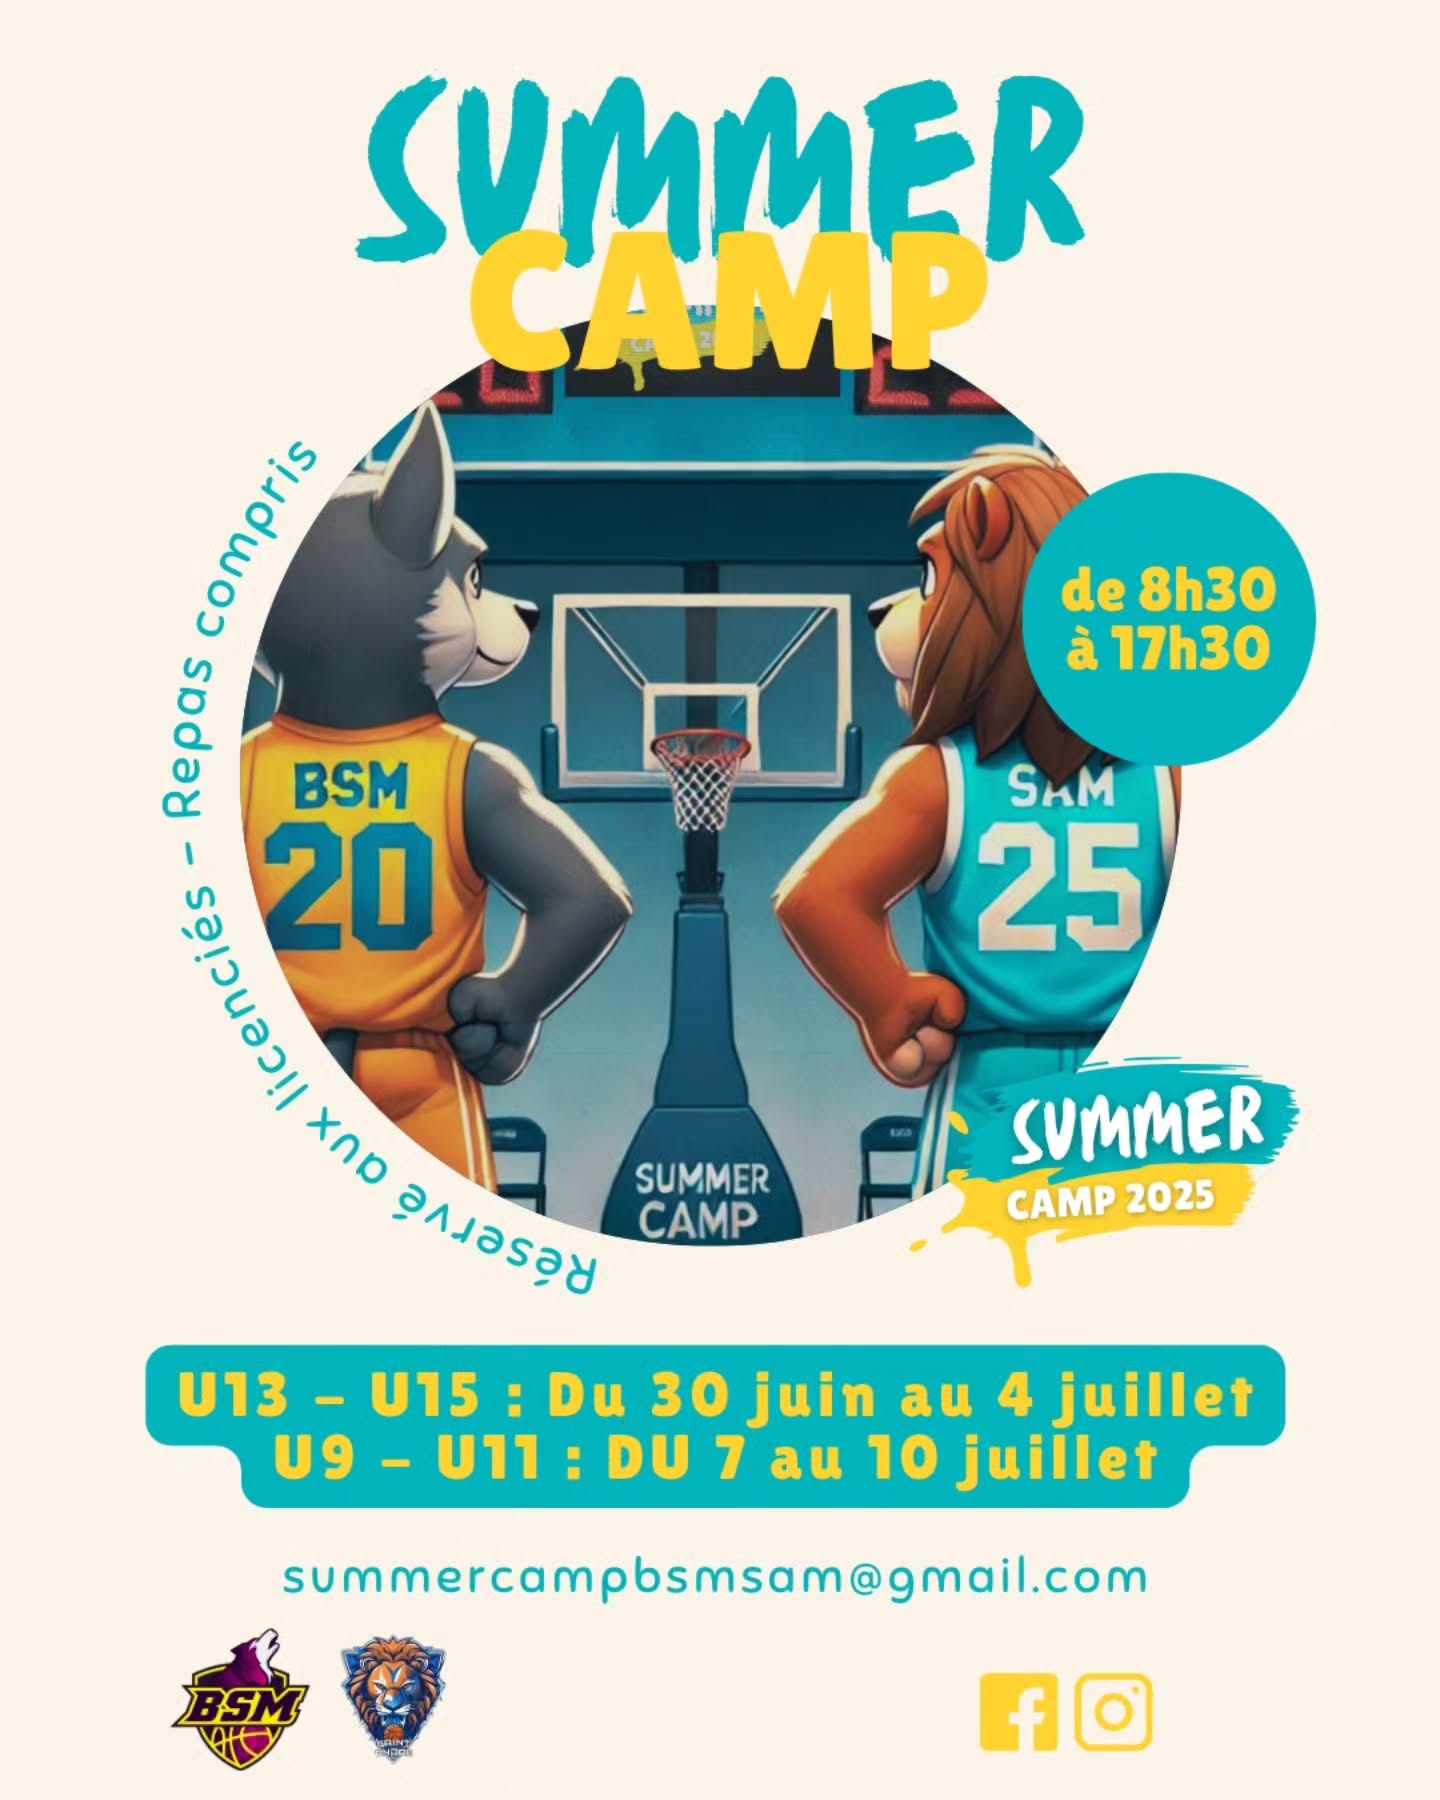 SUMMER
CAMP
Réservé aux licenciés - Repas compris
de 8h30
à 17h30
BSM
20
SAM
25
SUMMER
CAMP
SUMMER
CAMP 2025
U13 – U15 : Du 30 juin au 4 juillet
U9 – U11 : DU 7 au 10 juillet
summercampbsmsam@gmail.com
BSM
SAINT
ANDRÉ